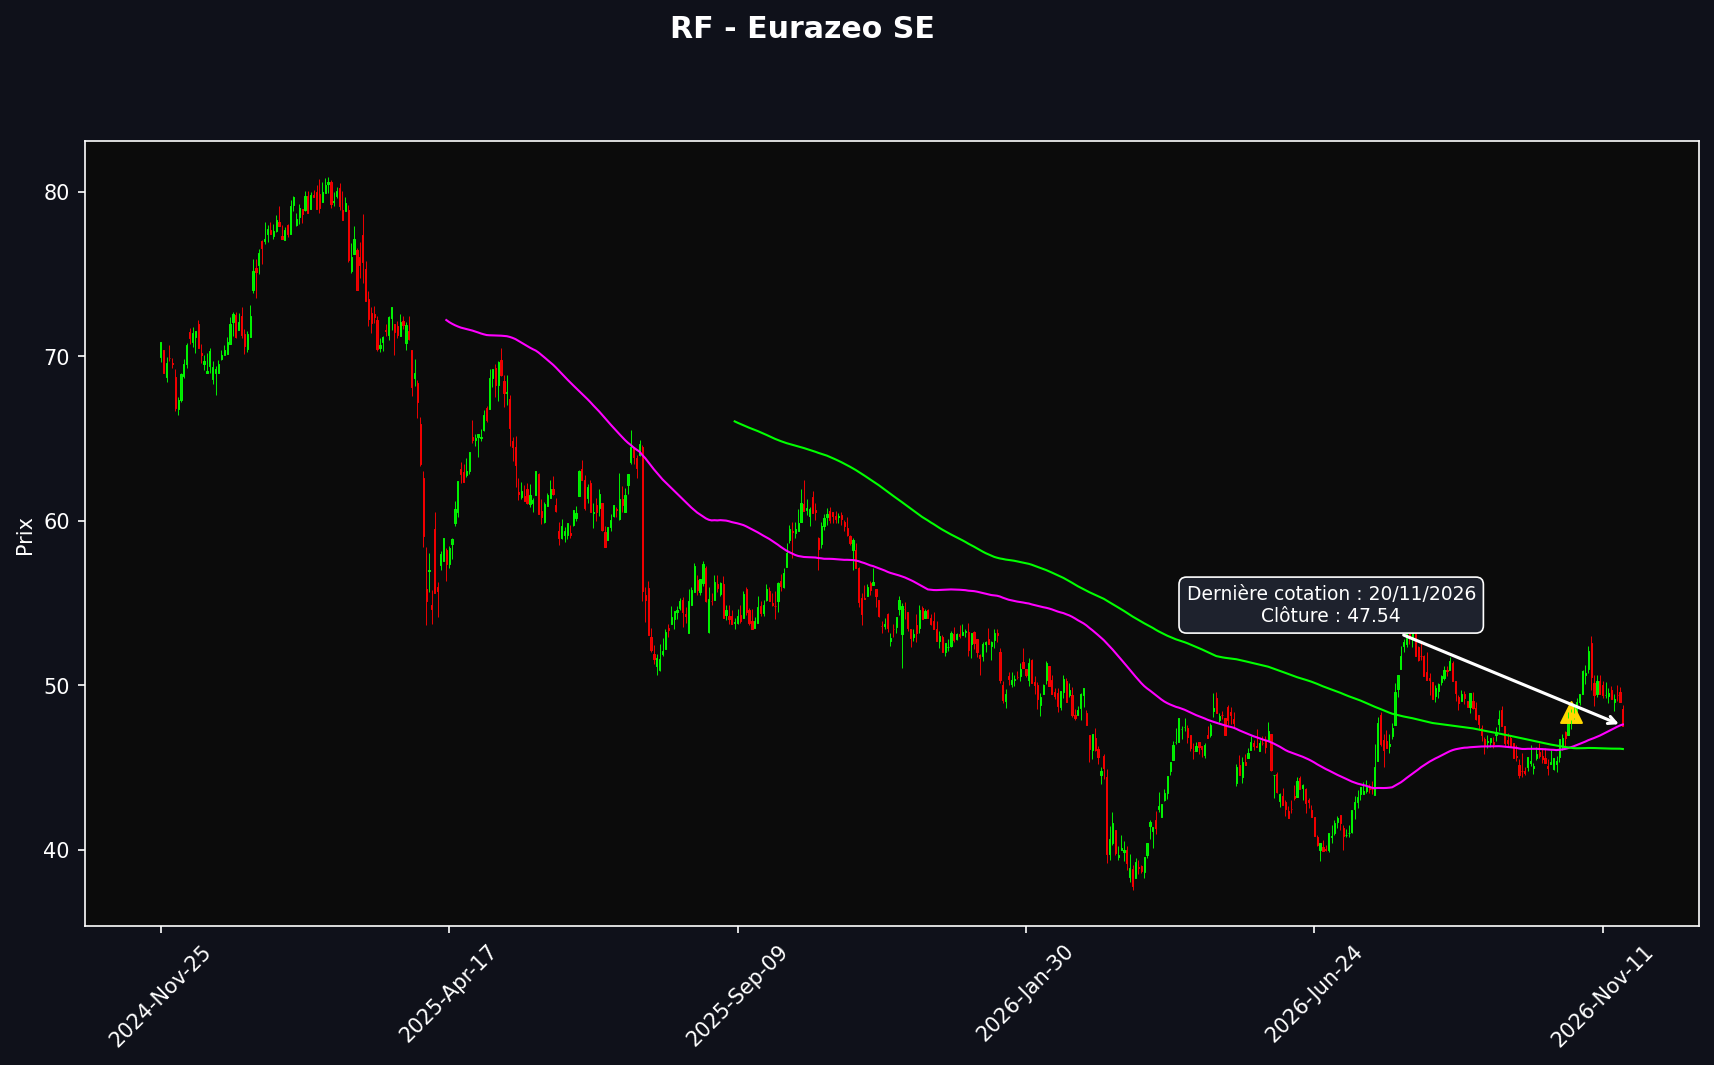 RF - Eurazeo SE
Prix
80
70
60
50
40
Dernière cotation : 20/11/2026
Clôture : 47.54
2024-Nov-25
2025-Apr-17
2025-Sep-09
2026-Jan-30
2026-Jun-24
2026-Nov-11